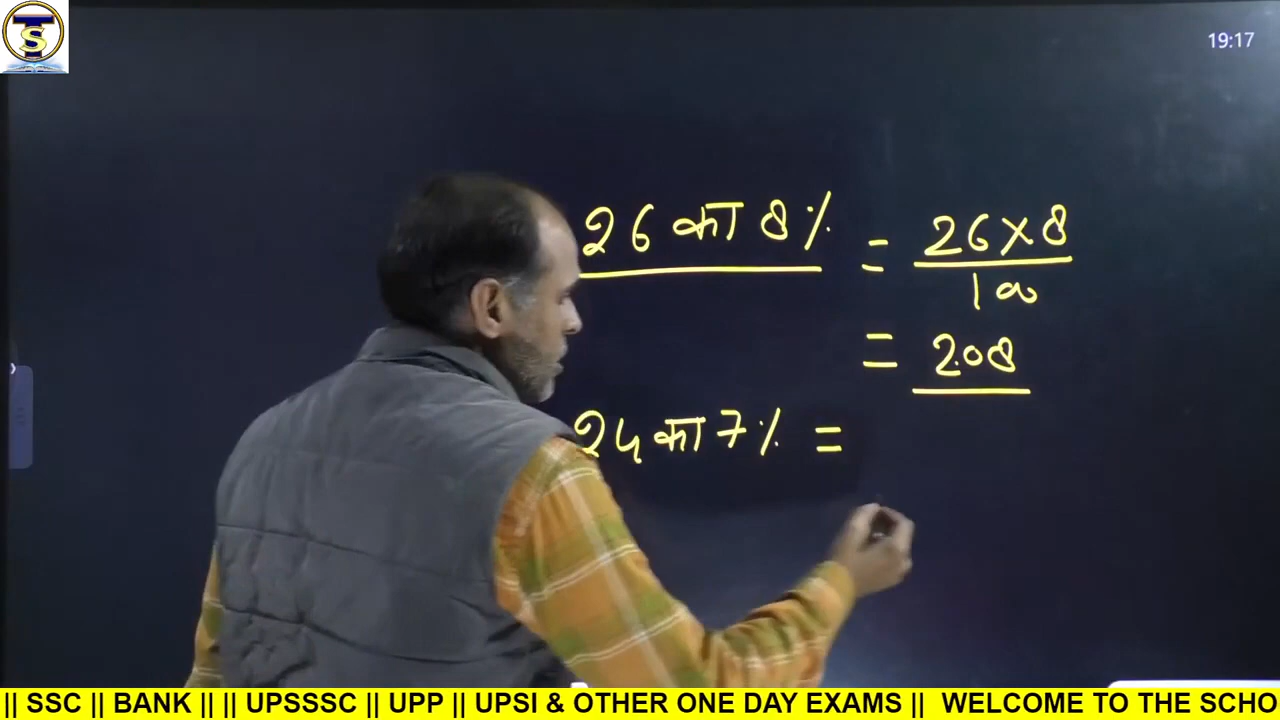 TS
19:17
26 का 8% = 26×8
100
= 2.08
24 का 7% =
|| SSC || BANK || || UPSSSC || UPP || UPSI & OTHER ONE DAY EXAMS || WELCOME TO THE SCHO